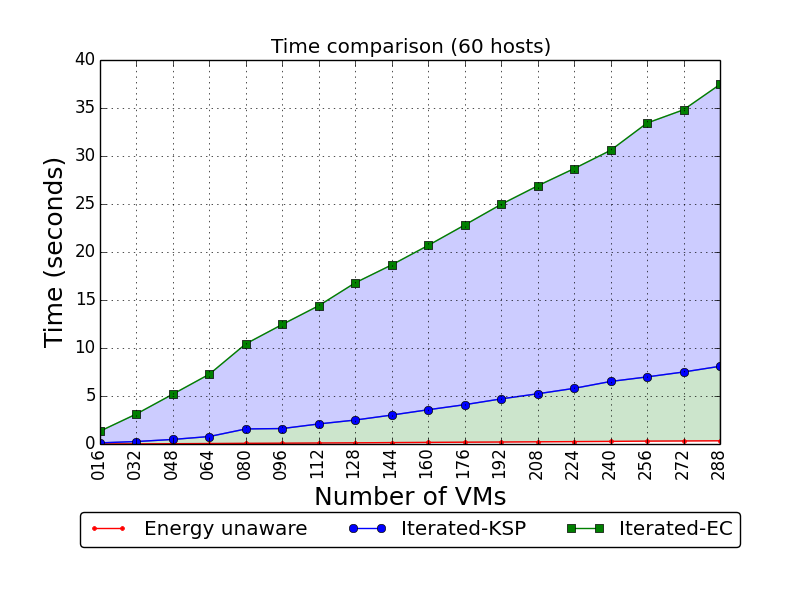 Time comparison (60 hosts)
40
35
30
25
20
15
10
5
0
Time (seconds)
016 032 048 064 080 096 112 128 144 160 176 192 208 224 240 256 272 288
Number of VMs
Energy unaware Iterated-KSP Iterated-EC